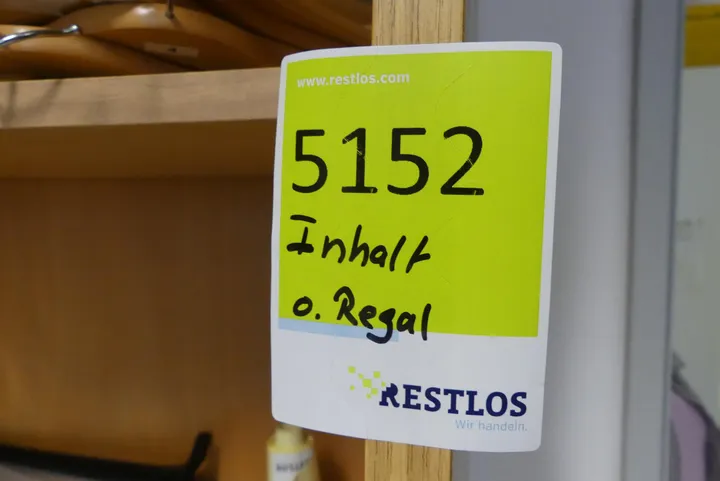 www.restlos.com
5152
Inhalt
o. Regal
RESTLOS
Wir handeln.